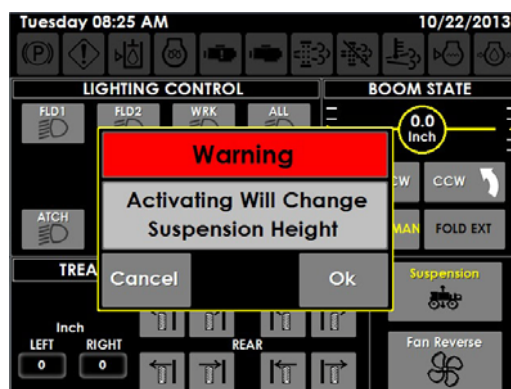 Tuesday 08:25 AM 10/22/2013
(P)
LIGHTING CONTROL BOOM STATE
FLD1 FLD2 WRK ALL
0.0
Inch
Warning
CW CCW
Activating Will Change
Suspension Height
ATCH MAN FOLD EXT
Cancel Ok
TREA Suspension
Inch
LEFT RIGHT REAR Fan Reverse
0 0